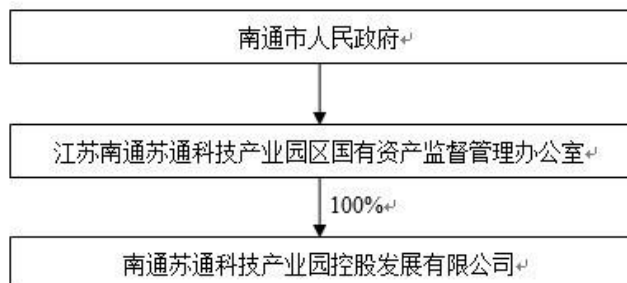 南通市人民政府
江苏南通苏通科技产业园区国有资产监督管理办公室
100%
南通苏通科技产业园控股发展有限公司